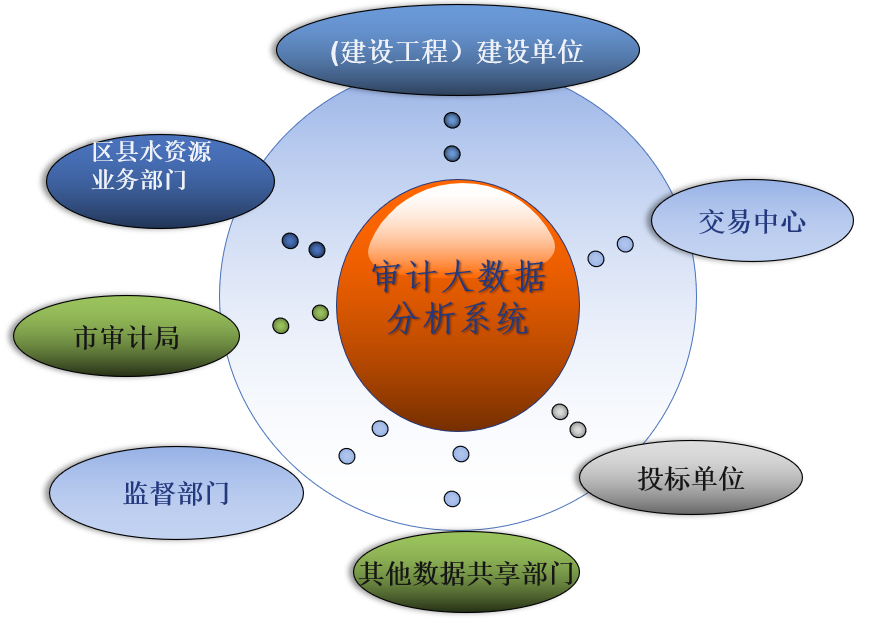 (建设工程）建设单位
区县水资源
业务部门
交易中心
审计大数据
分析系统
市审计局
监督部门
投标单位
其他数据共享部门